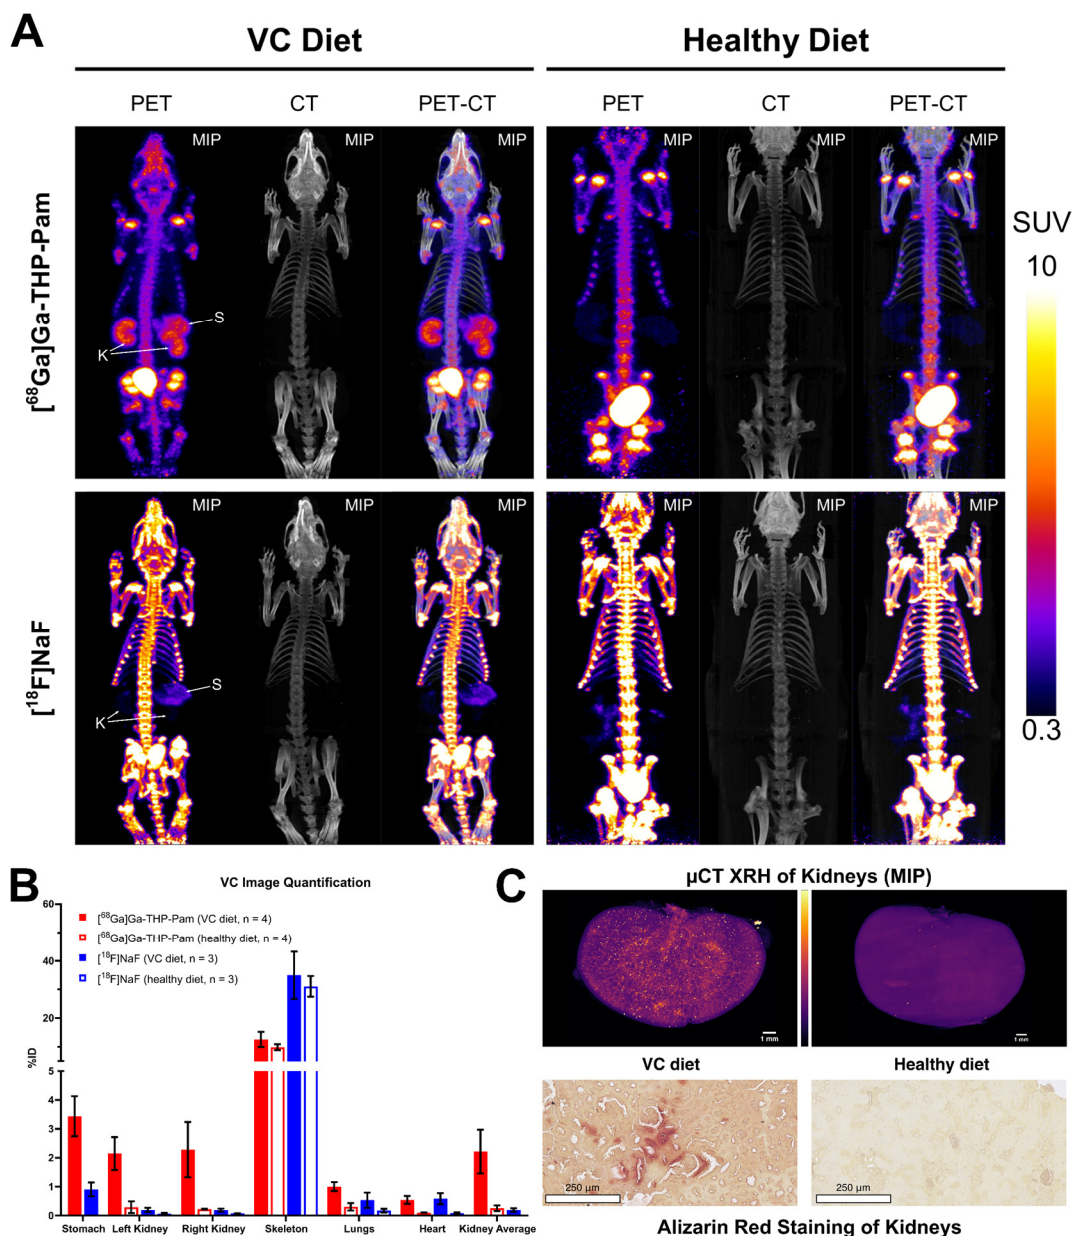 A
VC Diet
Healthy Diet
PET
CT
PET-CT
PET
CT
PET-CT
MIP
MIP
MIP
MIP
MIP
MIP
[⁶⁸Ga]Ga-THP-Pam
S
K
SUV
10
0.3
MIP
MIP
MIP
MIP
MIP
MIP
[¹⁸F]NaF
S
K
B
VC Image Quantification
%ID
60
40
20
5
4
3
2
1
0
[⁶⁸Ga]Ga-THP-Pam (VC diet, n = 4)
[⁶⁸Ga]Ga-THP-Pam (healthy diet, n = 4)
[¹⁸F]NaF (VC diet, n = 3)
[¹⁸F]NaF (healthy diet, n = 3)
Stomach
Left Kidney
Right Kidney
Skeleton
Lungs
Heart
Kidney Average
C
µCT XRH of Kidneys (MIP)
1 mm
1 mm
VC diet
Healthy diet
250 µm
250 µm
Alizarin Red Staining of Kidneys